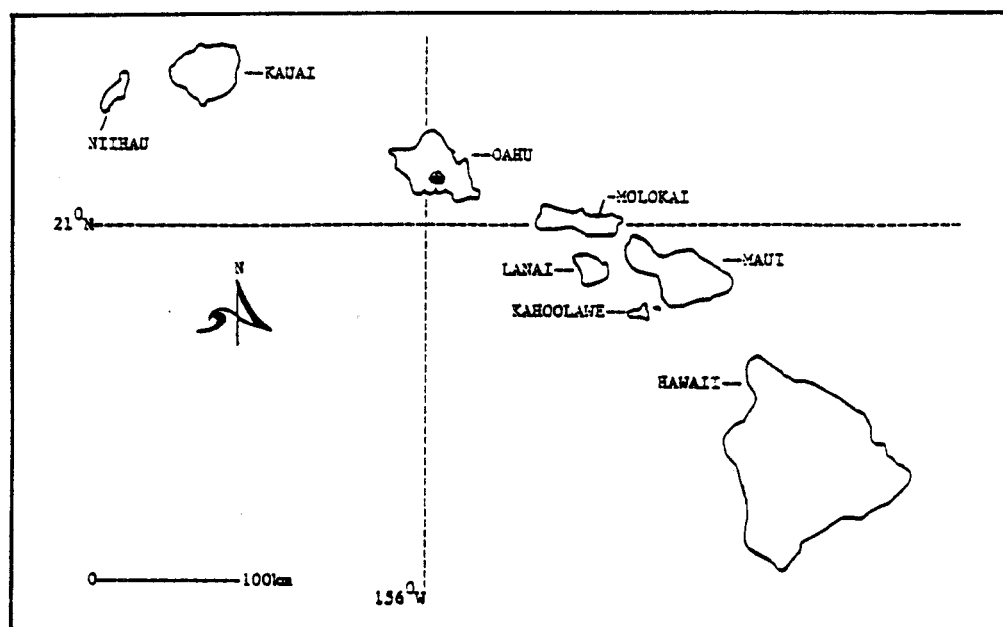 KAUAI
NIIHAU
OAHU
MOLOKAI
21°N
LANAI
MAUI
N
KAHOOLAWE
HAWAII
0 100km
156°W